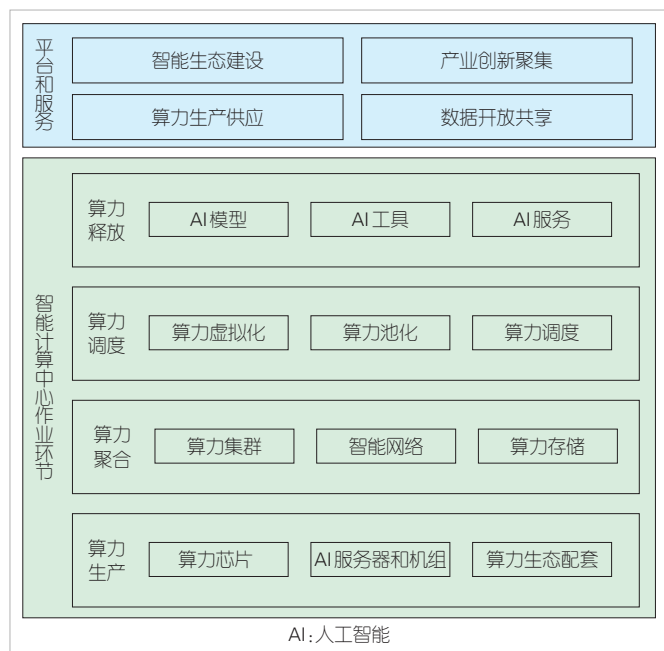 平台和服务
智能生态建设
产业创新聚集
算力生产供应
数据开放共享
智能计算中心作业环节
算力
释放
AI模型
AI工具
AI服务
算力
调度
算力虚拟化
算力池化
算力调度
算力
聚合
算力集群
智能网络
算力存储
算力
生产
算力芯片
AI服务器和机组
算力生态配套
AI:人工智能